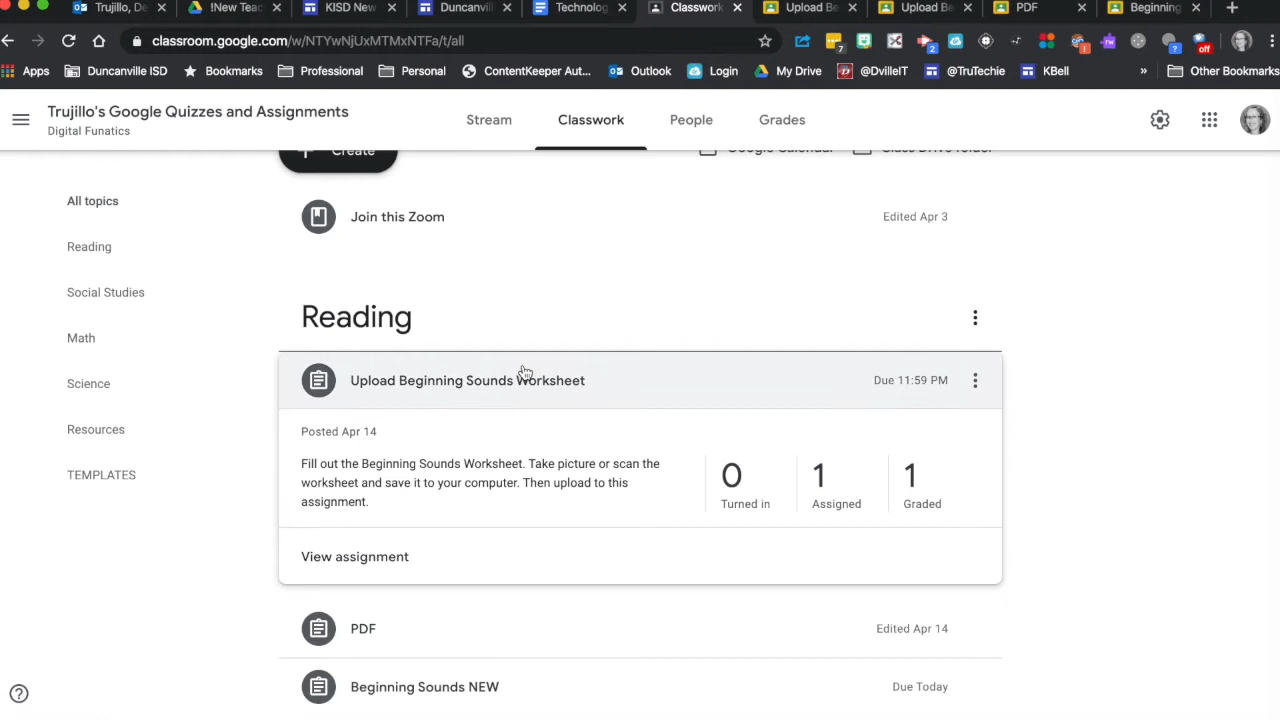 Trujillo, De
!New Teac
KISD New
Duncanvill
Technolog
Classwork
Upload Be
Upload Be
PDF
Beginning
classroom.google.com/w/NTYwNjUxMTMxNTFa/t/all
7
2
rw
?
off
Apps
Duncanville ISD
Bookmarks
Professional
Personal
ContentKeeper Aut...
Outlook
Login
My Drive
@DvilleIT
@TruTechie
KBell
»
Other Bookmarks
Trujillo's Google Quizzes and Assignments
Digital Funatics
Stream
Classwork
People
Grades
Create
Google Calendar
Class Drive folder
All topics
Reading
Social Studies
Math
Science
Resources
TEMPLATES
Join this Zoom
Edited Apr 3
Reading
Upload Beginning Sounds Worksheet
Due 11:59 PM
Posted Apr 14
Fill out the Beginning Sounds Worksheet. Take picture or scan the
worksheet and save it to your computer. Then upload to this
assignment.
0
Turned in
1
Assigned
1
Graded
View assignment
PDF
Edited Apr 14
Beginning Sounds NEW
Due Today